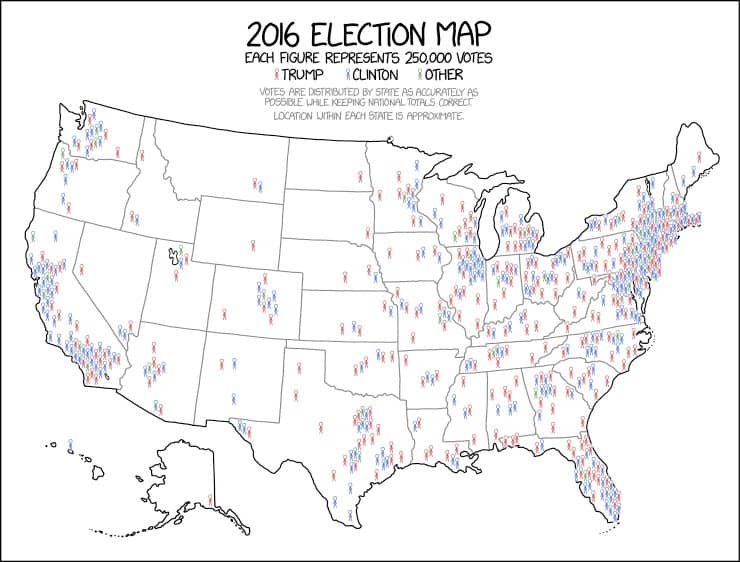 2016 ELECTION MAP
EACH FIGURE REPRESENTS 250,000 VOTES
TRUMP CLINTON OTHER
VOTES ARE DISTRIBUTED BY STATE AS ACCURATELY AS
POSSIBLE WHILE KEEPING NATIONAL TOTALS CORRECT.
LOCATION WITHIN EACH STATE IS APPROXIMATE.